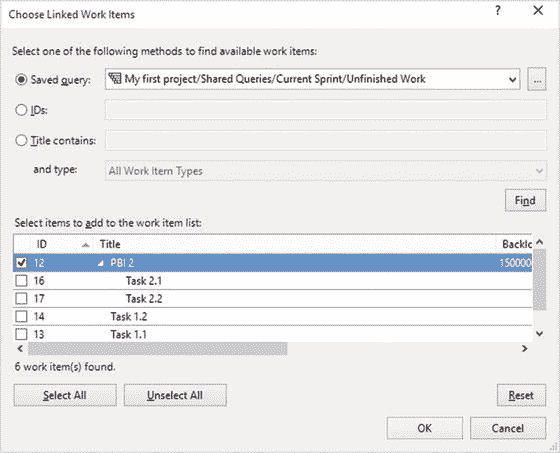 Choose Linked Work Items ? ✕
Select one of the following methods to find available work items:
Saved query: My first project/Shared Queries/Current Sprint/Unfinished Work ...
IDs:
Title contains:
and type: All Work Item Types
Find
Select items to add to the work item list:
ID Title Backlo
12 PBI 2 150000
16 Task 2.1
17 Task 2.2
14 Task 1.2
13 Task 1.1
6 work item(s) found.
Select All Unselect All Reset
OK Cancel